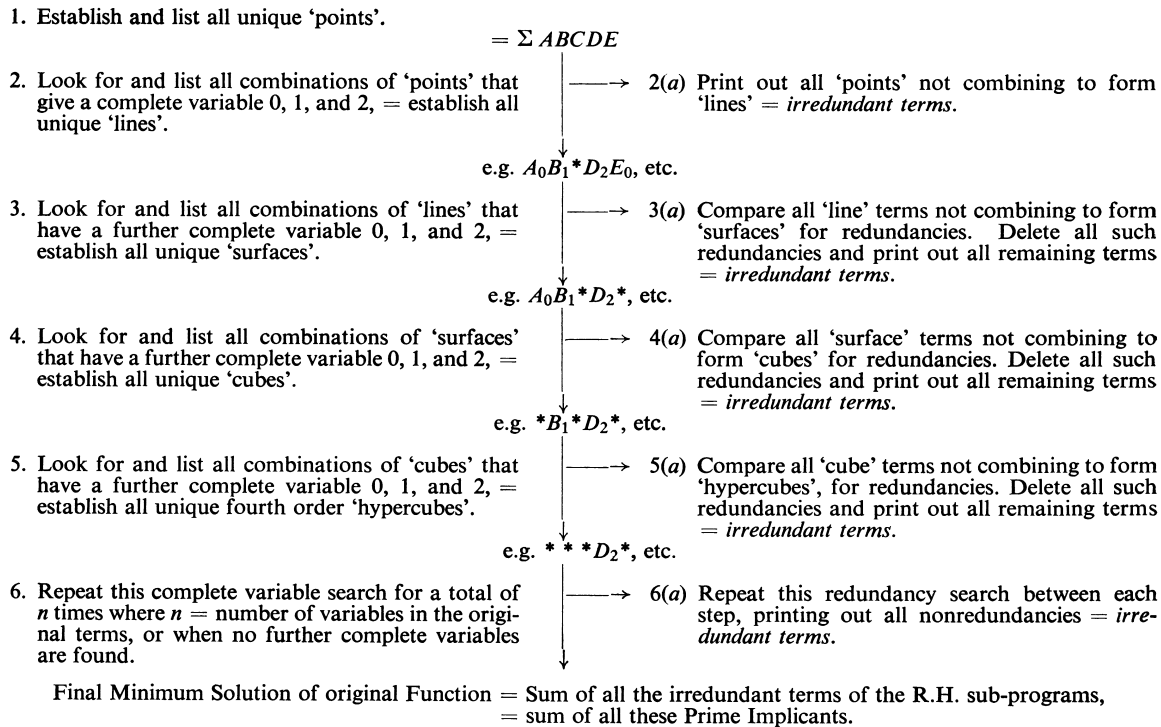 1. Establish and list all unique ‘points’.
= Σ ABCDE
2. Look for and list all combinations of ‘points’ that
give a complete variable 0, 1, and 2, = establish all
unique ‘lines’.
2(a) Print out all ‘points’ not combining to form
‘lines’ = irredundant terms.
e.g. A₀B₁*D₂E₀, etc.
3. Look for and list all combinations of ‘lines’ that
have a further complete variable 0, 1, and 2, =
establish all unique ‘surfaces’.
3(a) Compare all ‘line’ terms not combining to form
‘surfaces’ for redundancies. Delete all such
redundancies and print out all remaining terms
= irredundant terms.
e.g. A₀B₁*D₂*, etc.
4. Look for and list all combinations of ‘surfaces’
that have a further complete variable 0, 1, and 2, =
establish all unique ‘cubes’.
4(a) Compare all ‘surface’ terms not combining to
form ‘cubes’ for redundancies. Delete all such
redundancies and print out all remaining terms
= irredundant terms.
e.g. *B₁*D₂*, etc.
5. Look for and list all combinations of ‘cubes’ that
have a further complete variable 0, 1, and 2, =
establish all unique fourth order ‘hypercubes’.
5(a) Compare all ‘cube’ terms not combining to form
‘hypercubes’, for redundancies. Delete all such
redundancies and print out all remaining terms
= irredundant terms.
e.g. * * *D₂*, etc.
6. Repeat this complete variable search for a total of
n times where n = number of variables in the origi-
nal terms, or when no further complete variables
are found.
6(a) Repeat this redundancy search between each
step, printing out all nonredundancies = irre-
dundant terms.
Final Minimum Solution of original Function = Sum of all the irredundant terms of the R.H. sub-programs,
= sum of all these Prime Implicants.